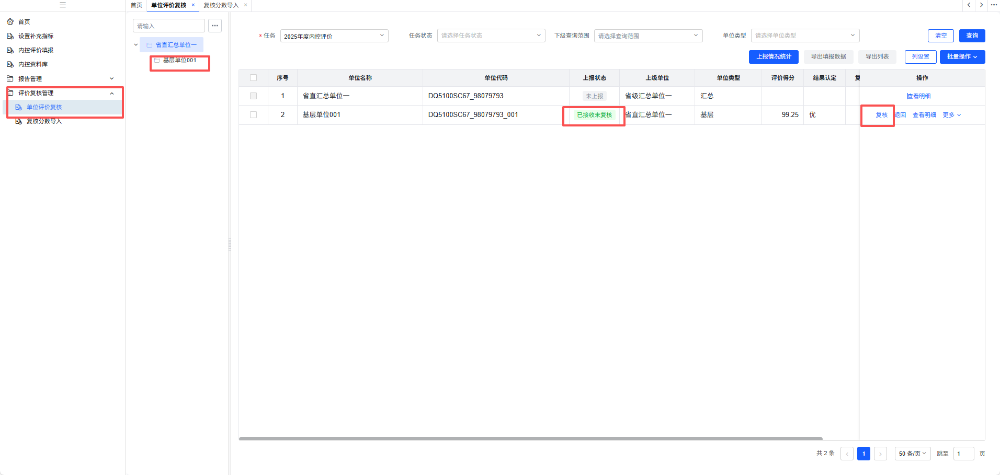 首页 单位评价复核 × 复核分数导入 ×
首页
设置补充指标
内控评价填报
内控资料库
报告管理
评价复核管理
单位评价复核
复核分数导入
请输入
省直汇总单位一
基层单位001
* 任务 2025年度内控评价 任务状态 请选择任务状态 下级查询范围 请选择查询范围 单位类型 请选择单位类型 清空 查询
上报情况统计 导出填报数据 导出列表 列设置 批量操作
序号 单位名称 单位代码 上报状态 上级单位 单位类型 评价得分 结果认定 复 操作
1 省直汇总单位一 DQ5100SC67_98079793 未上报 省级汇总单位一 汇总 查看明细
2 基层单位001 DQ5100SC67_98079793_001 已接收未复核 省直汇总单位一 基层 99.25 优 复核 退回 查看明细 更多
共 2 条 1 50 条/页 跳至 1 页